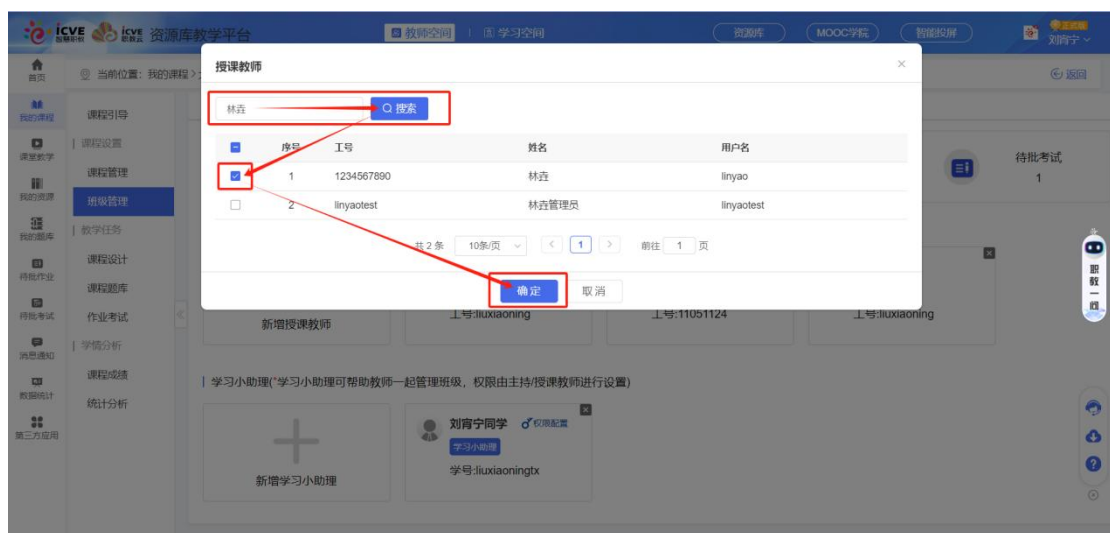 icve 智慧职教 icve 职教云 资源库教学平台 教师空间 学习空间 资源库 MOOC学院 智能投屏 正式版 刘宵宁
首页
当前位置：我的课程>
返回
我的课程
课堂教学
我的资源
我的题库
待批作业
待批考试
消息通知
数据统计
第三方应用
课程引导
课程设置
课程管理
班级管理
教学任务
课程设计
课程题库
作业考试
学情分析
课程成绩
统计分析
授课教师 ×
林垚 搜索
序号 工号 姓名 用户名
1 1234567890 林垚 linyao
2 linyaotest 林垚管理员 linyaotest
共 2 条 10条/页 < 1 > 前往 1 页
确定 取消
待批考试
1
新增授课教师
工号:liuxiaoning 工号:11051124 工号:liuxiaoning
学习小助理(*学习小助理可帮助教师一起管理班级，权限由主持/授课教师进行设置)
新增学习小助理
刘宵宁同学 权限配置
学习小助理
学号:liuxiaoningtx
职教一问